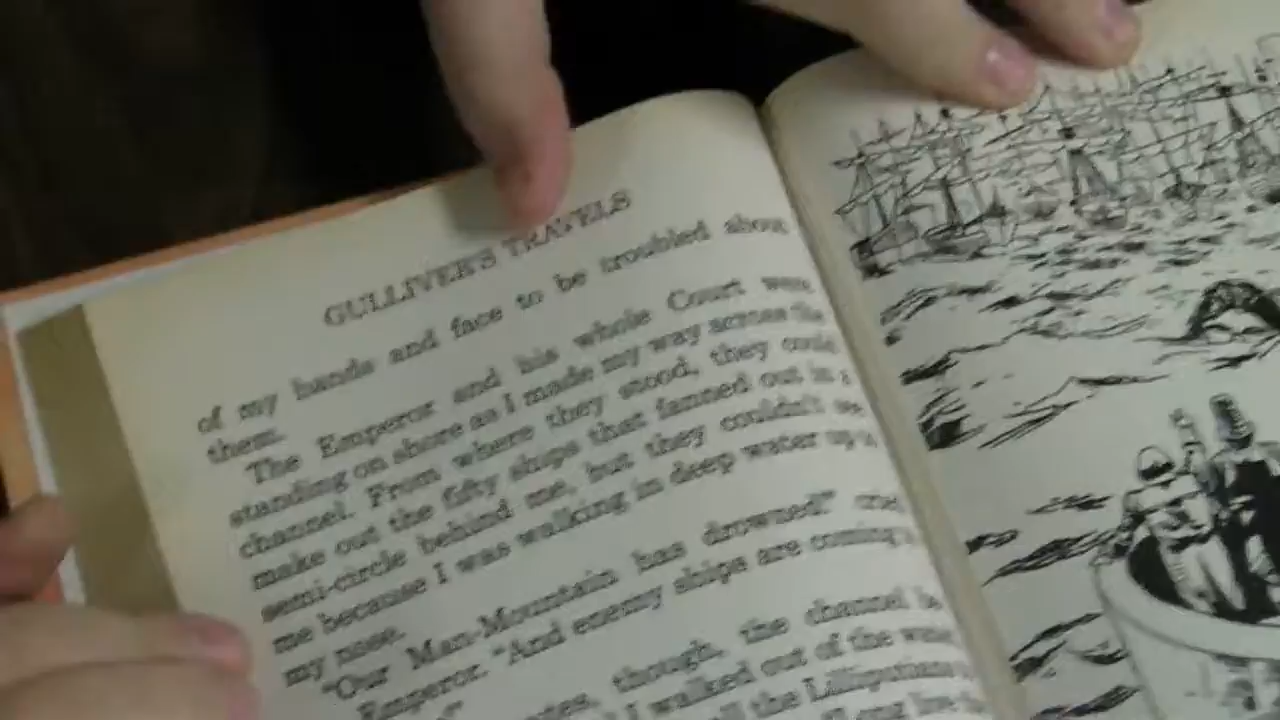 GULLIVER'S TRAVELS
of my hands and face to be troubled about
them.
The Emperor and his whole Court were
standing on shore as I made my way across the
channel. From where they stood, they could
make out the fifty ships that fanned out in a
semi-circle behind me, but they couldn't see
me because I was walking in deep water up to
my nose.
"Our Man-Mountain has drowned!" cried
Emperor. "And enemy ships are coming
though, the channel
I walked out of the water
the Lilliputians
"Long live